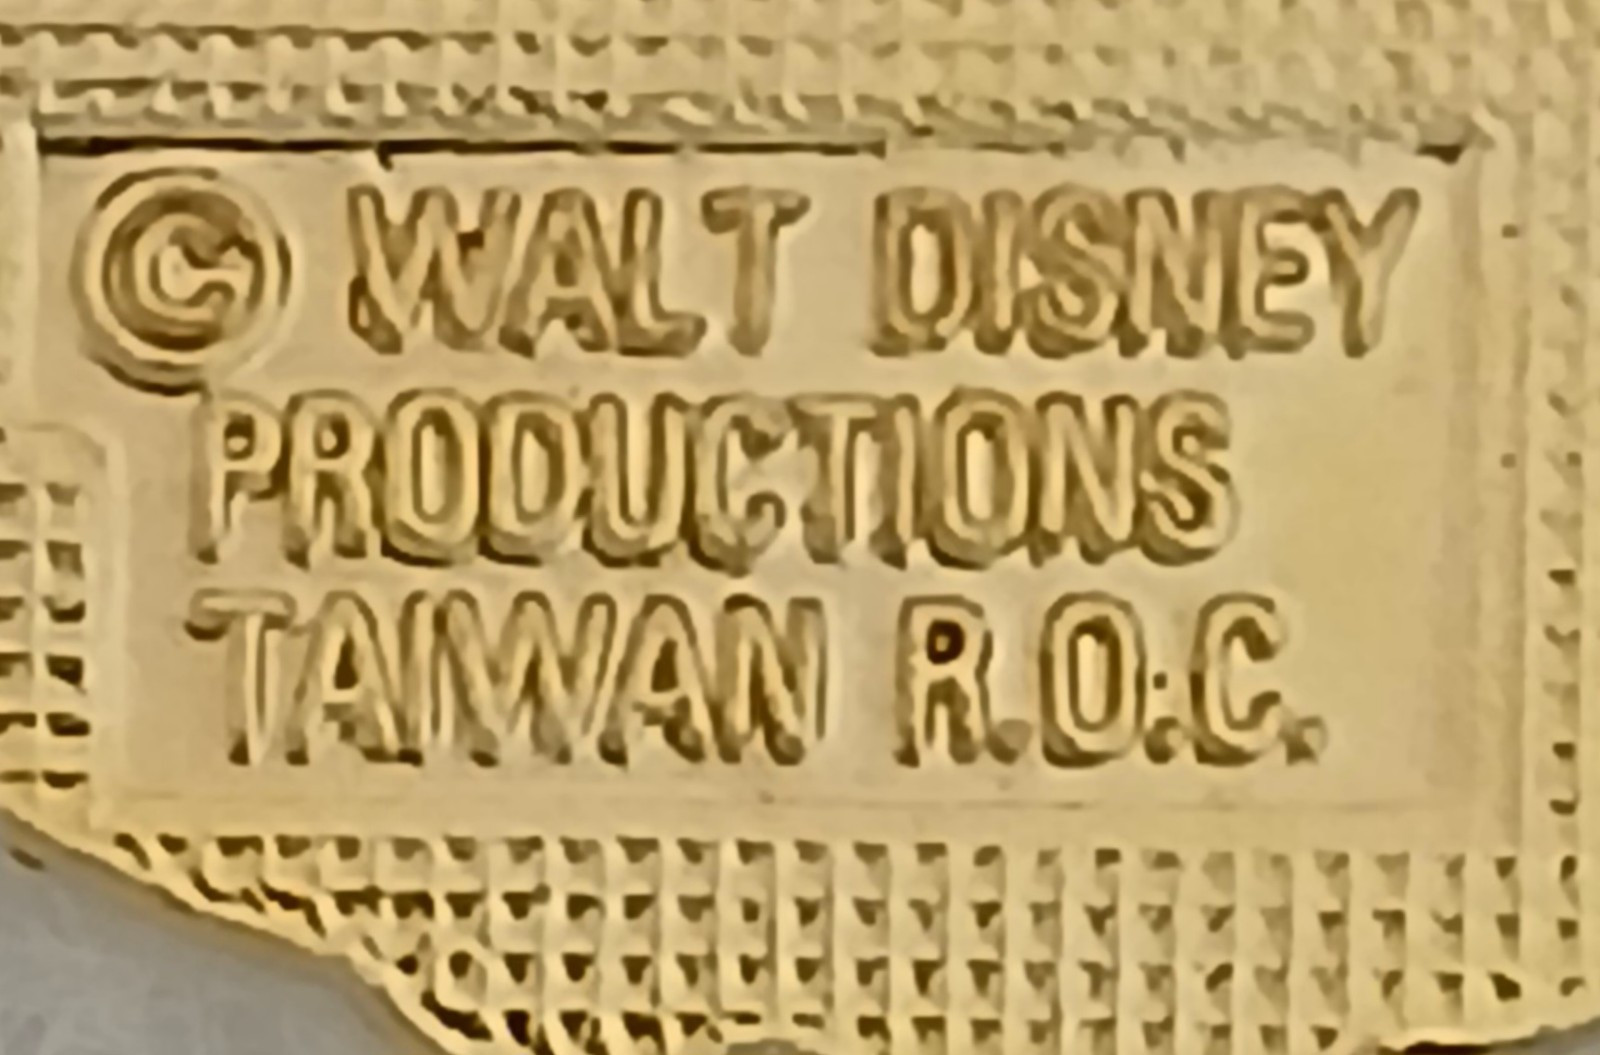 © WALT DISNEY
PRODUCTIONS
TAIWAN R.O.C.